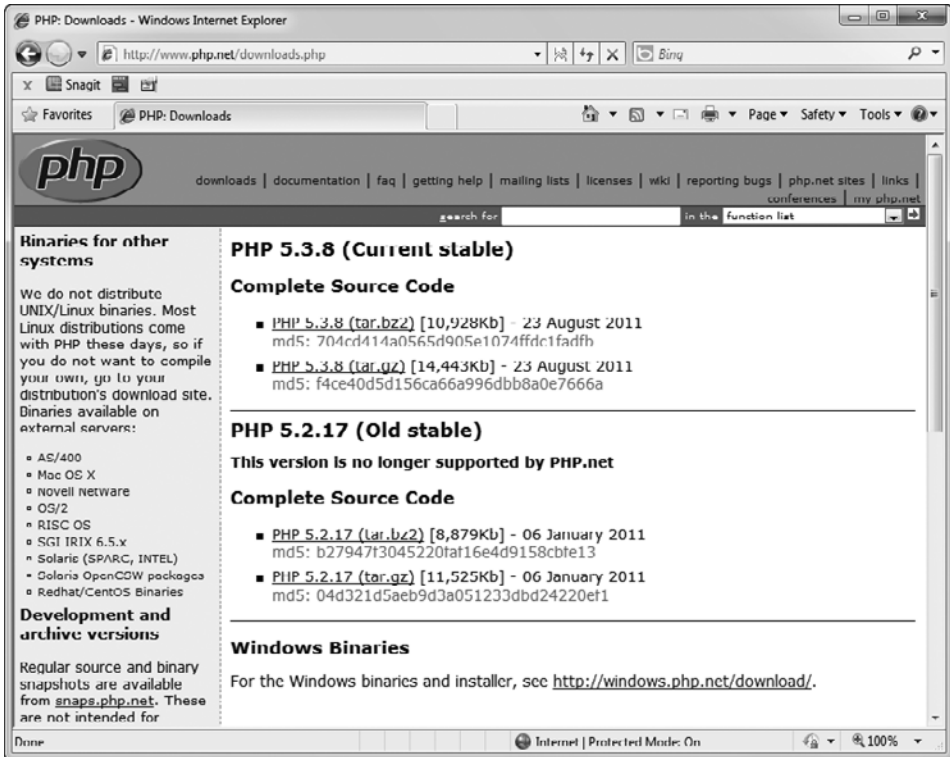 PHP: Downloads - Windows Internet Explorer
http://www.php.net/downloads.php
Bing
x Snagit
Favorites
PHP: Downloads
Page Safety Tools
php
downloads | documentation | faq | getting help | mailing lists | licenses | wiki | reporting bugs | php.net sites | links |
conferences | my php.net
search for
in the function list
Binaries for other
systems
We do not distribute
UNIX/Linux binaries. Most
Linux distributions come
with PHP these days, so if
you do not want to compile
your own, go to your
distribution's download site.
Binaries available on
external servers:
AS/400
Mac OS X
Novell Netware
OS/2
RISC OS
SGI IRIX 6.5.x
Solaris (SPARC, INTEL)
Solaris OpenCSW packages
Redhat/CentOS Binaries
Development and
archive versions
Regular source and binary
snapshots are available
from snaps.php.net. These
are not intended for
PHP 5.3.8 (Current stable)
Complete Source Code
PHP 5.3.8 (tar.bz2) [10,928Kb] - 23 August 2011
md5: 704cd414a0565d905e1074ffdc1fadfb
PHP 5.3.8 (tar.gz) [14,443Kb] - 23 August 2011
md5: f4ce40d5d156ca66a996dbb8a0e7666a
PHP 5.2.17 (Old stable)
This version is no longer supported by PHP.net
Complete Source Code
PHP 5.2.17 (tar.bz2) [8,879Kb] - 06 January 2011
md5: b27947f3045220faf16e4d9158cbfe13
PHP 5.2.17 (tar.gz) [11,525Kb] - 06 January 2011
md5: 04d321d5aeb9d3a051233dbd24220ef1
Windows Binaries
For the Windows binaries and installer, see http://windows.php.net/download/.
Done
Internet | Protected Mode: On
100%